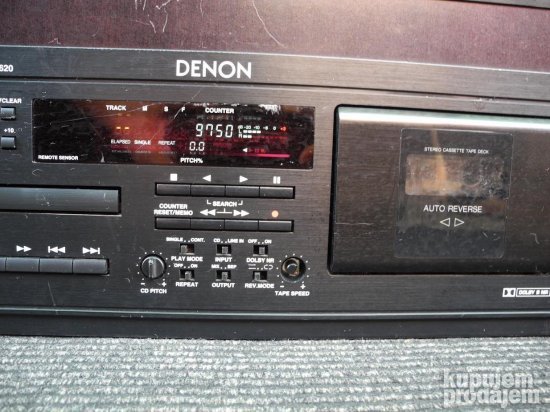 620
DENON
/CLEAR
+10
COUNTER
TRACK M S F
9750
ELAPSED SINGLE REPEAT
0.0
PITCH%
REMOTE SENSOR
STEREO CASSETTE TAPE DECK
AUTO REVERSE
COUNTER
RESET/MEMO
SEARCH
SINGLE CONT.
CD LINE IN
OFF ON
PLAY MODE
INPUT
DOLBY NR
OFF ON
REPEAT
OUTPUT
REV.MODE
CD PITCH
TAPE SPEED
DOLBY B NR
kupujem
prodajem